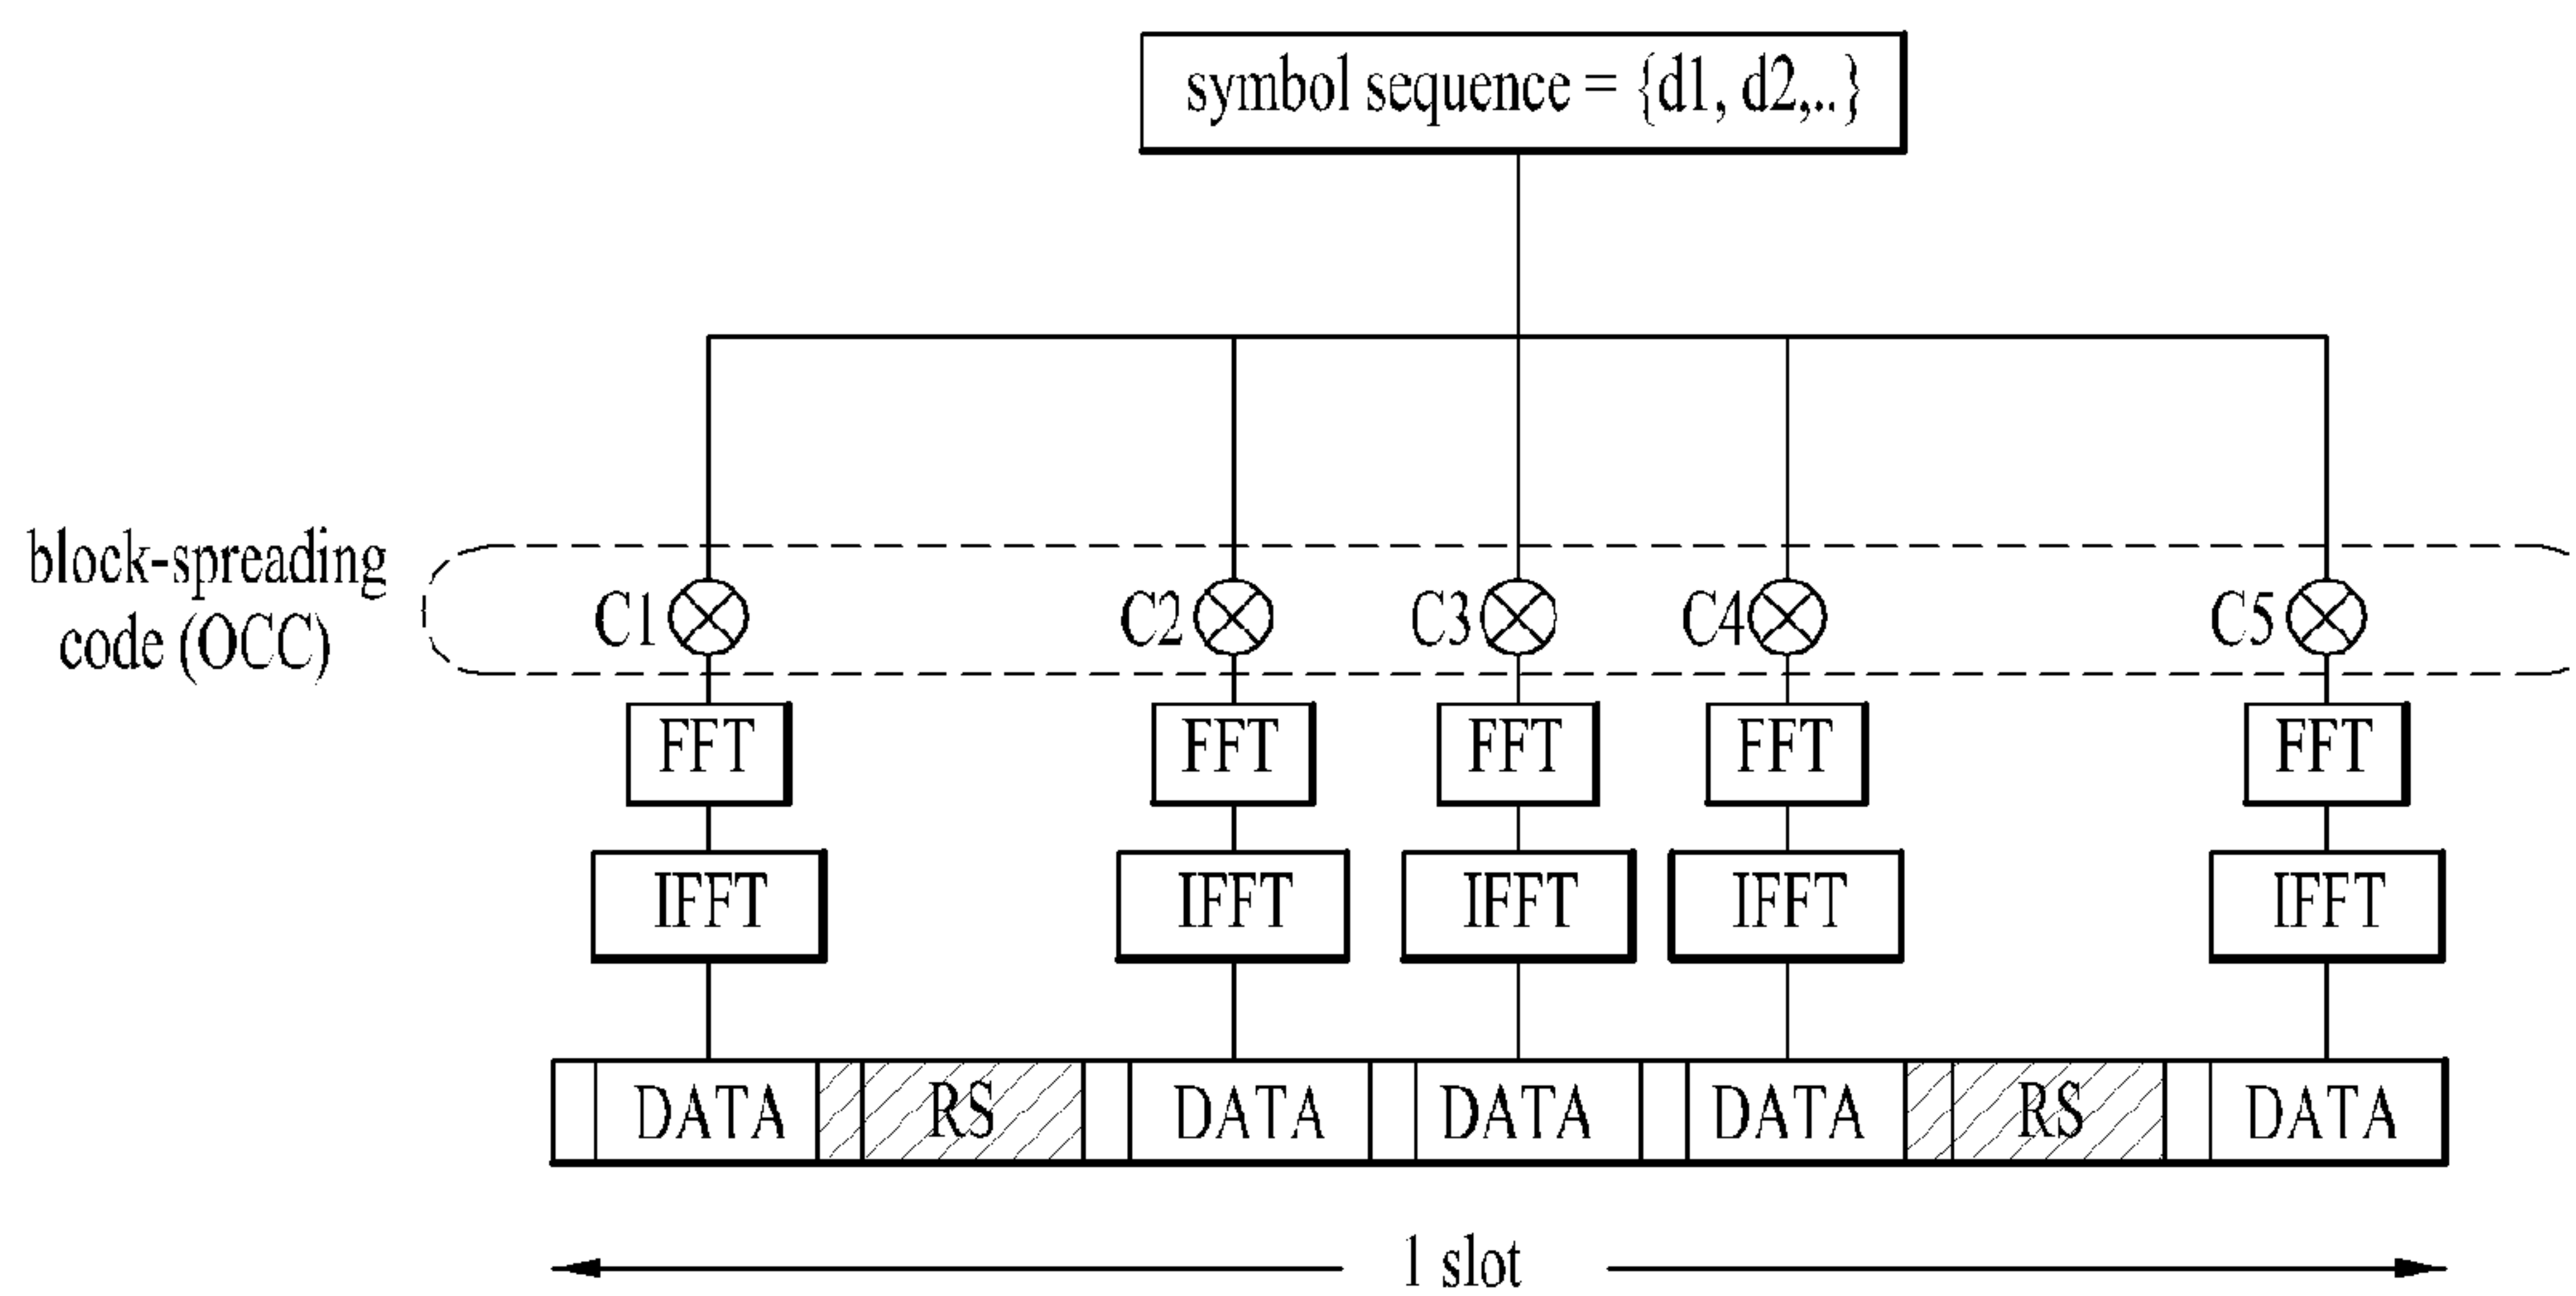 symbol sequence = {d1, d2,..}
block-spreading
code (OCC)
C1 C2 C3 C4 C5
FFT FFT FFT FFT FFT
IFFT IFFT IFFT IFFT IFFT
DATA RS DATA DATA DATA RS DATA
1 slot